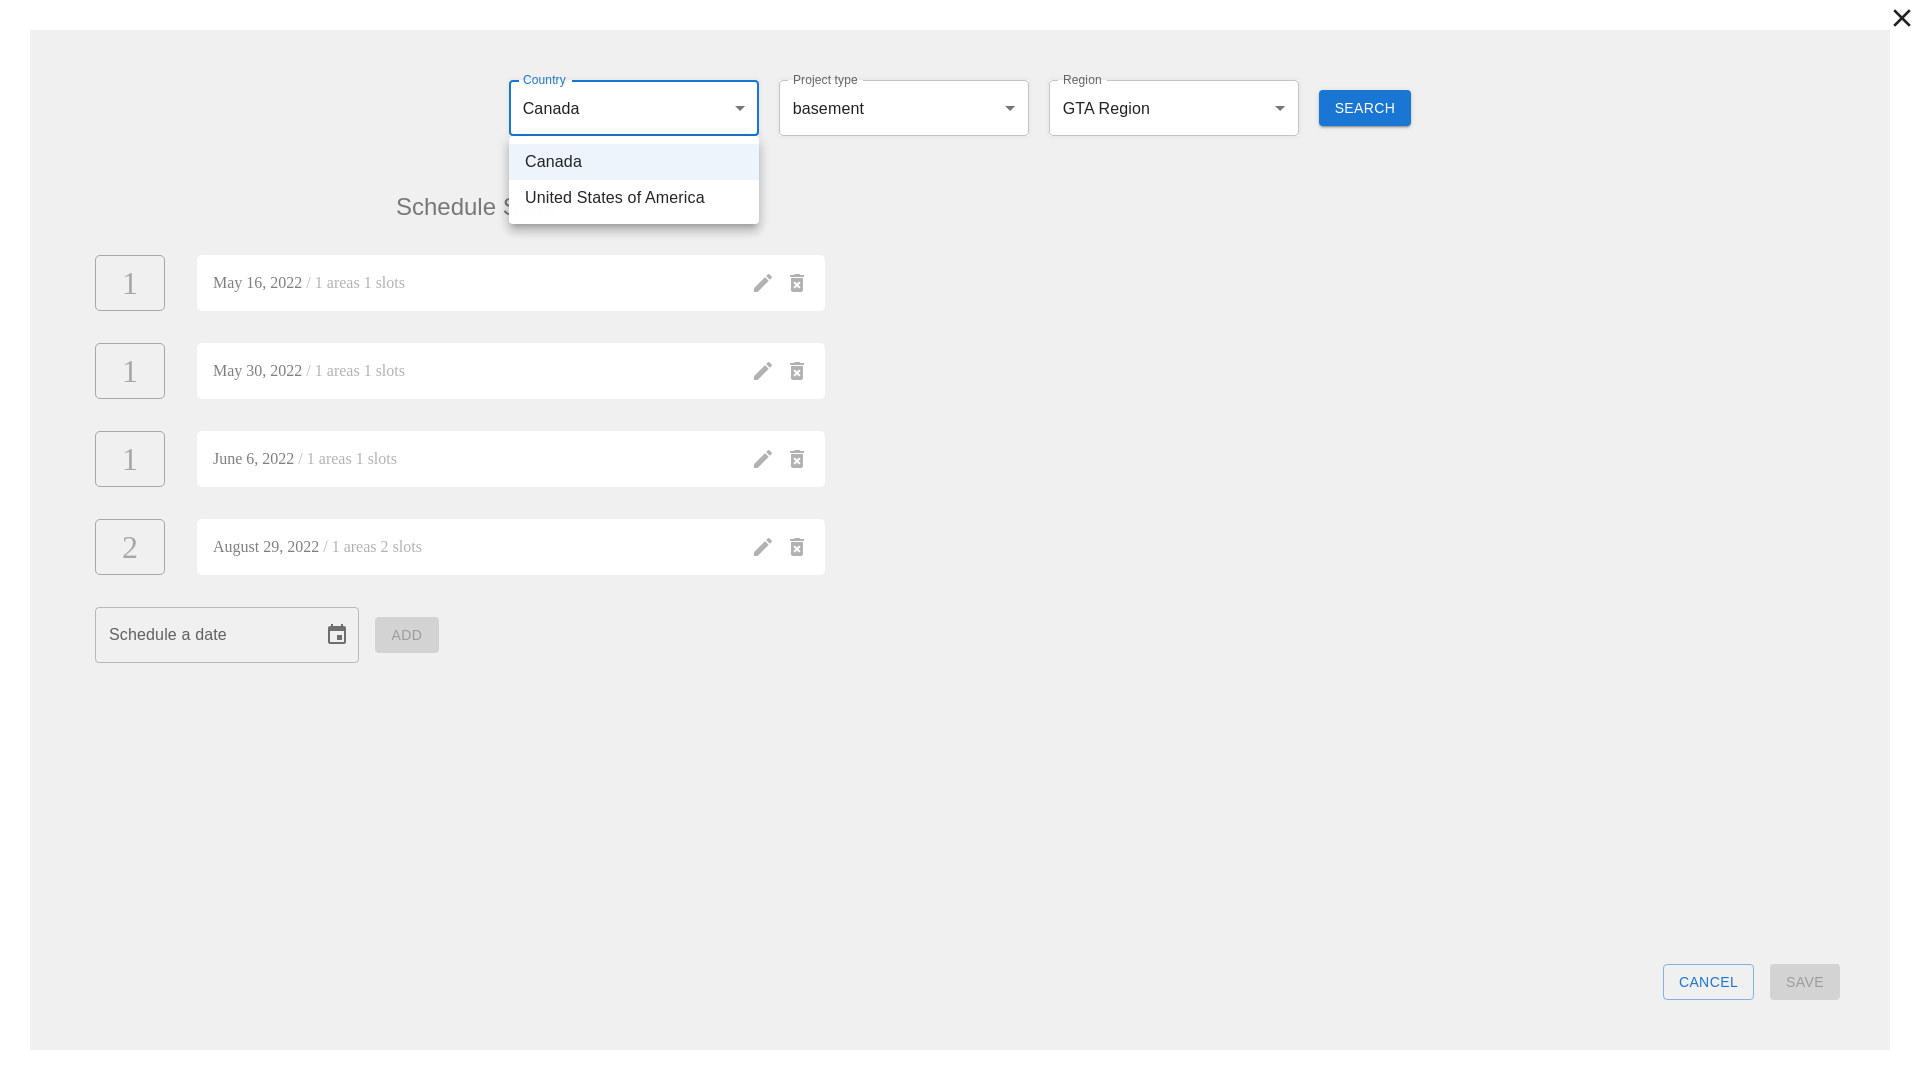 Country
Canada
Project type
basement
Region
GTA Region
SEARCH
Canada
United States of America
Schedule
1
May 16, 2022 / 1 areas 1 slots
1
May 30, 2022 / 1 areas 1 slots
1
June 6, 2022 / 1 areas 1 slots
2
August 29, 2022 / 1 areas 2 slots
Schedule a date
ADD
CANCEL
SAVE